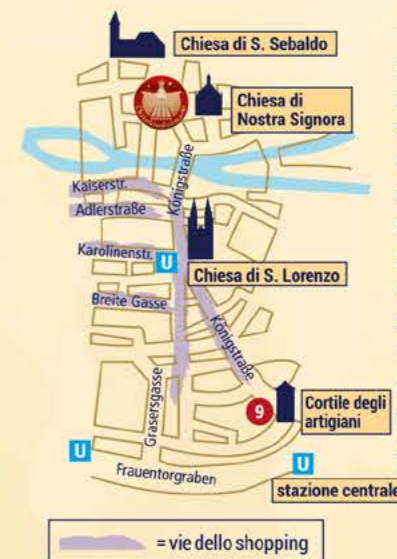 Chiesa di S. Sebaldo
Chiesa di
Nostra Signora
Königstraße
Kaiserstr.
Adlerstraße
Karolinenstr.
U
Chiesa di S. Lorenzo
Breite Gasse
Königstraße
Grasersgasse
9
Cortile degli
artigiani
U
U
Frauentorgraben
stazione centrale
= vie dello shopping